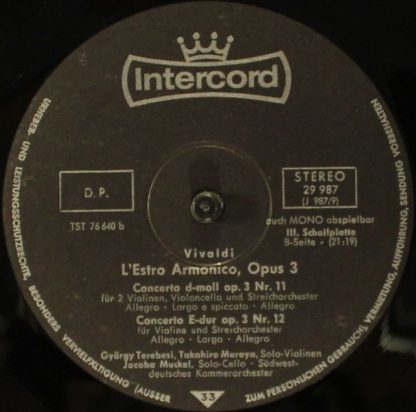 Intercord
D. P.
TST 76 640 b
STEREO
29 987
(J 987/9)
auch MONO abspielbar
III. Schallplatte
B-Seite - (21:19)
Vivaldi
L'Estro Armonico, Opus 3
Concerto d-moll op. 3 Nr. 11
für 2 Violinen, Violoncello und Streichorchester
Allegro - Largo e spiccato - Allegro
Concerto E-dur op. 3 Nr. 12
für Violine und Streichorchester
Allegro - Largo - Allegro
György Terebesi, Takahiro Muroya, Solo-Violinen
Jacoba Muckel, Solo-Cello - Südwest-
deutsches Kammerorchester
33
URHEBER- UND LEISTUNGSSCHUTZRECHTE, BESONDERS VERVIELFÄLTIGUNG (AUSSER
ZUM PERSÖNLICHEN GEBRAUCH), VERMIETUNG, AUFFÜHRUNG, SENDUNG VORBEHALTEN